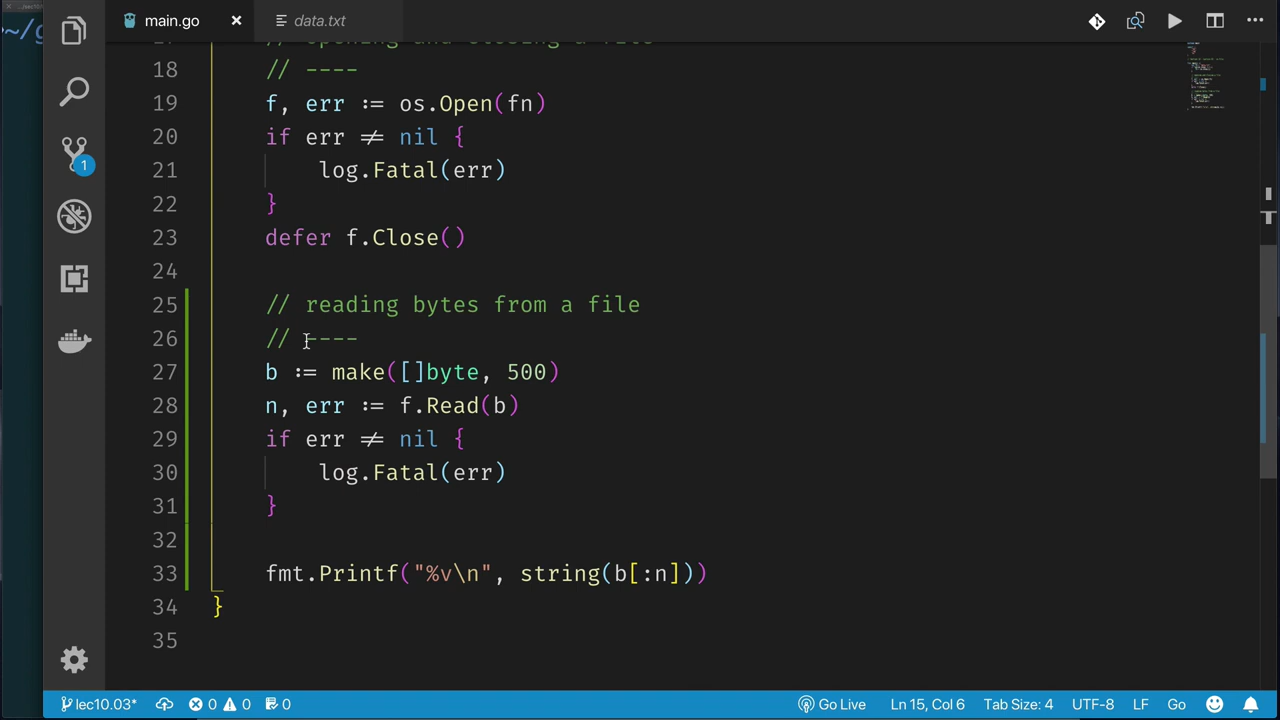 main.go
data.txt
17 // opening and closing a file
18 // ----
19 f, err := os.Open(fn)
20 if err ≠ nil {
21 log.Fatal(err)
22 }
23 defer f.Close()
24
25 // reading bytes from a file
26 // ----
27 b := make([]byte, 500)
28 n, err := f.Read(b)
29 if err ≠ nil {
30 log.Fatal(err)
31 }
32
33 fmt.Printf("%v\n", string(b[:n]))
34 }
35
~/g
1
lec10.03* 0 0 0 Go Live Ln 15, Col 6 Tab Size: 4 UTF-8 LF Go